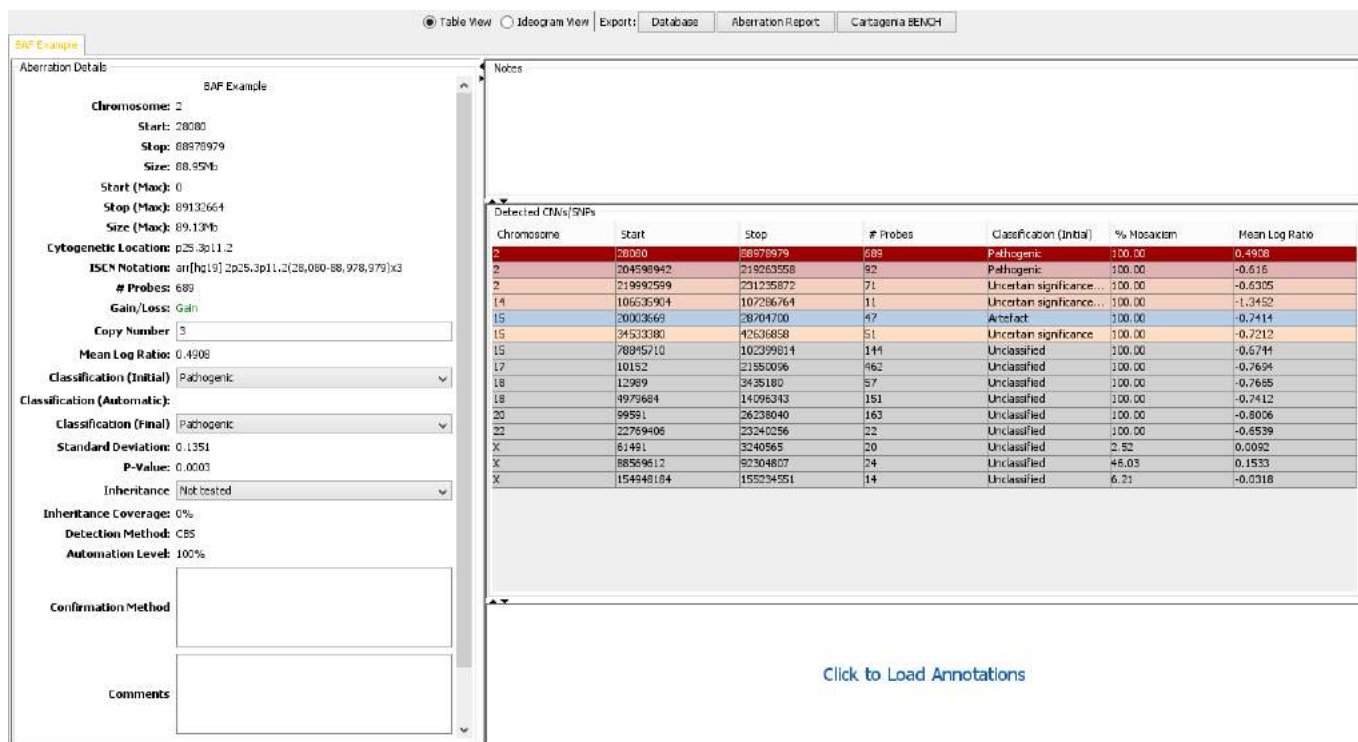 Table View Ideogram View Export: Database Aberration Report Cartagenia BENCH
BAF Example
Aberration Details
BAF Example
Chromosome: 2
Start: 28080
Stop: 88978979
Size: 88.95Mb
Start (Max): 0
Stop (Max): 89132664
Size (Max): 89.13Mb
Cytogenetic Location: p25.3p11.2
ISCN Notation: arr[hg19] 2p25.3p11.2(28,080-88,978,979)x3
# Probes: 689
Gain/Loss: Gain
Copy Number 3
Mean Log Ratio: 0.4908
Classification (Initial) Pathogenic
Classification (Automatic):
Classification (Final) Pathogenic
Standard Deviation: 0.1351
P-Value: 0.0003
Inheritance Not tested
Inheritance Coverage: 0%
Detection Method: CBS
Automation Level: 100%
Confirmation Method
Comments
Notes
Detected CNVs/SNPs
Chromosome Start Stop # Probes Classification (Initial) % Mosaicism Mean Log Ratio
2 28080 88978979 689 Pathogenic 100.00 0.4908
2 204598942 219263558 92 Pathogenic 100.00 -0.616
2 219992599 231235872 71 Uncertain significance... 100.00 -0.6305
14 106535904 107286764 11 Uncertain significance... 100.00 -1.3452
15 20003669 28704700 47 Artefact 100.00 -0.7414
15 34533380 42636858 51 Uncertain significance 100.00 -0.7212
15 78845710 102399814 144 Unclassified 100.00 -0.6744
17 10152 21550096 462 Unclassified 100.00 -0.7694
18 12989 3435180 57 Unclassified 100.00 -0.7665
18 4979684 14096343 151 Unclassified 100.00 -0.7412
20 99591 26238040 163 Unclassified 100.00 -0.8006
22 22769406 23240256 22 Unclassified 100.00 -0.6539
X 61491 3240565 20 Unclassified 2.52 0.0092
X 88569612 92304807 24 Unclassified 46.03 0.1533
X 154948184 155234551 14 Unclassified 6.21 -0.0318
Click to Load Annotations